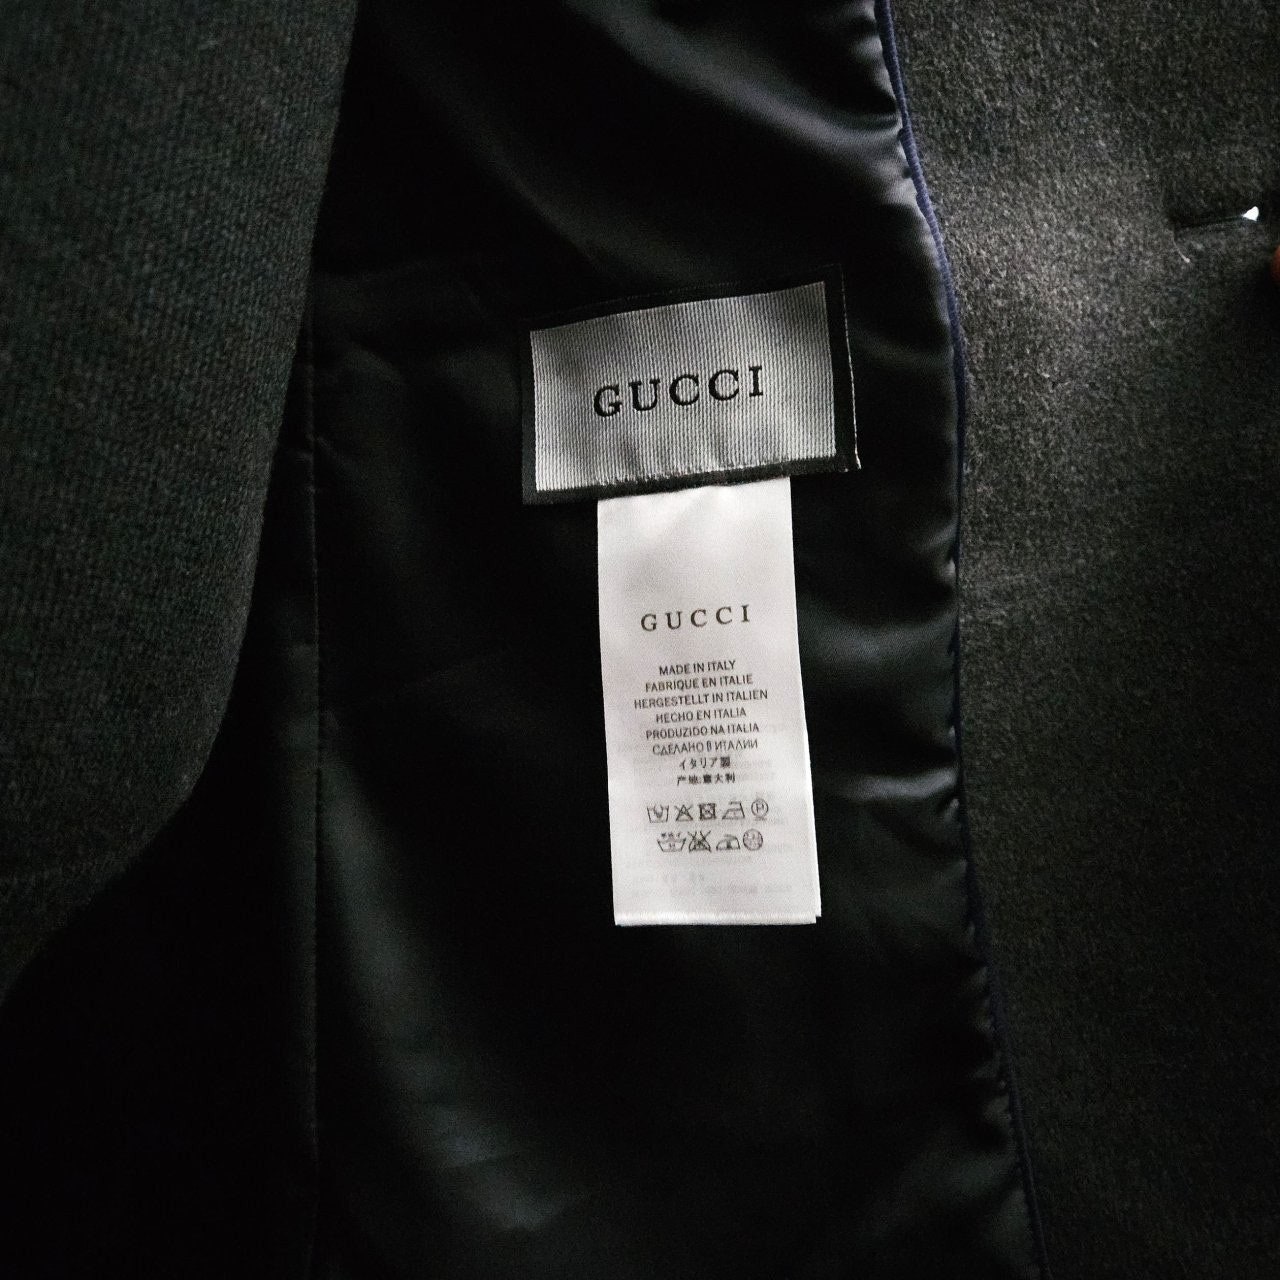 GUCCI
GUCCI
MADE IN ITALY
FABRIQUE EN ITALIE
HERGESTELLT IN ITALIEN
HECHO EN ITALIA
PRODUZIDO NA ITALIA
СДЕЛАНО В ИТАЛИИ
イタリア製
产地:意大利